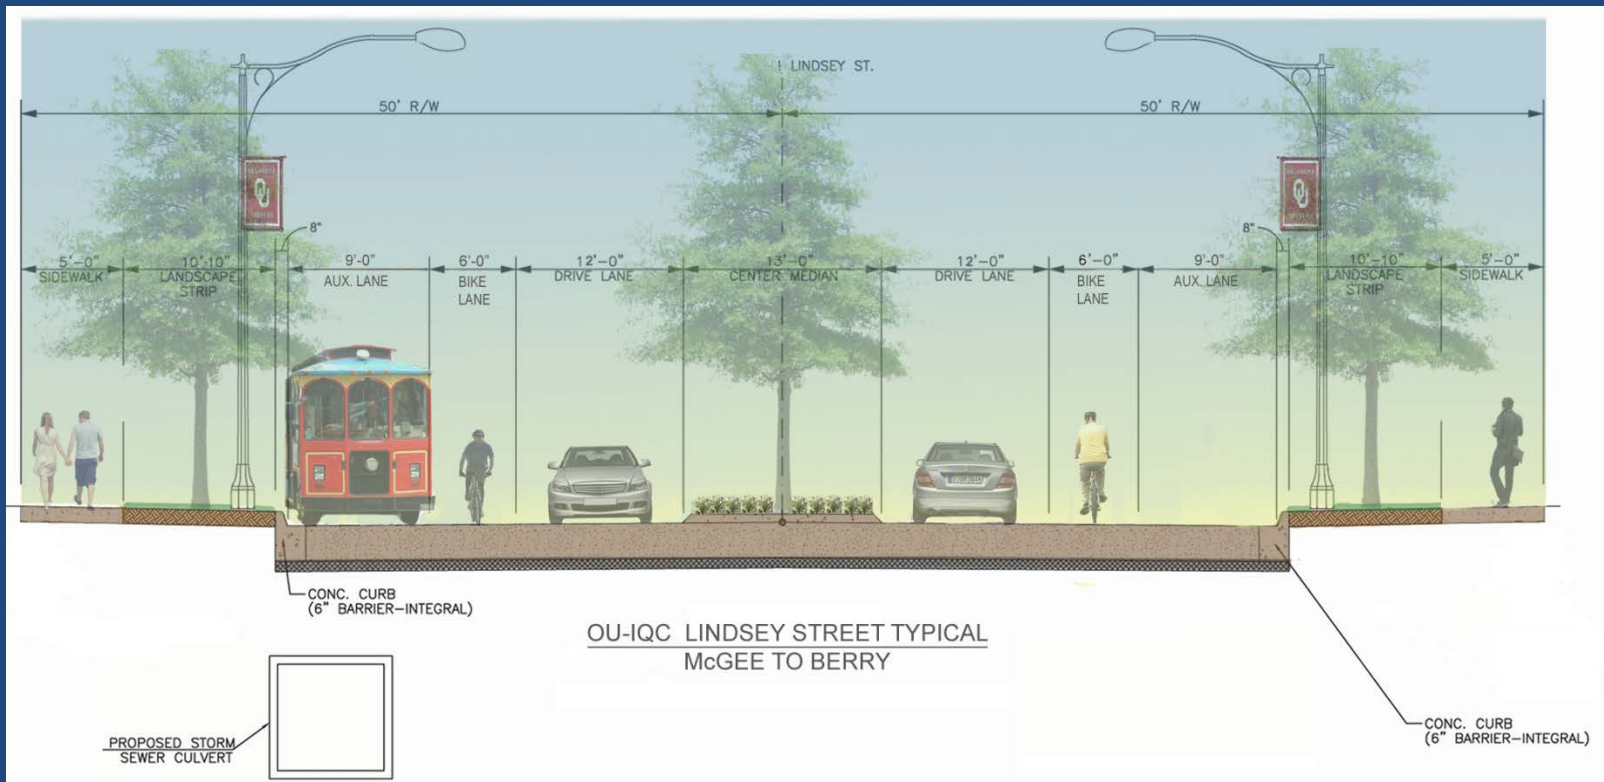 LINDSEY ST.
50' R/W
50' R/W
OU
OU
8"
8"
5'-0"
SIDEWALK
10'-10"
LANDSCAPE
STRIP
9'-0"
AUX. LANE
6'-0"
BIKE
LANE
12'-0"
DRIVE LANE
13'-0"
CENTER MEDIAN
12'-0"
DRIVE LANE
6'-0"
BIKE
LANE
9'-0"
AUX. LANE
10'-10"
LANDSCAPE
STRIP
5'-0"
SIDEWALK
CONC. CURB
(6" BARRIER-INTEGRAL)
OU-IQC LINDSEY STREET TYPICAL
McGEE TO BERRY
PROPOSED STORM
SEWER CULVERT
CONC. CURB
(6" BARRIER-INTEGRAL)